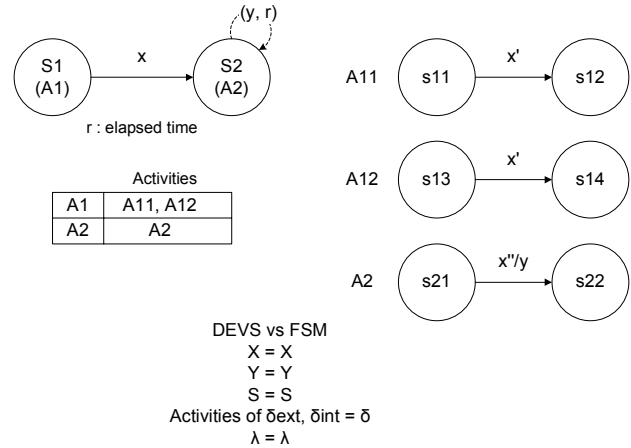 (y, r)
S1
(A1)
x
S2
(A2)
r : elapsed time
Activities
A1 A11, A12
A2 A2
A11 s11 x' s12
A12 s13 x' s14
A2 s21 x''/y s22
DEVS vs FSM
X = X
Y = Y
S = S
Activities of δext, δint = δ
λ = λ